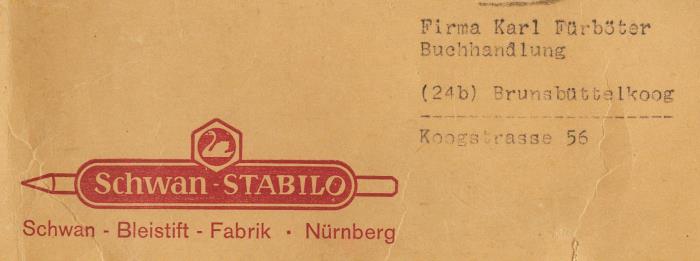 Firma Karl Fürböter
Buchhandlung
(24b) Brunsbüttelkoog
Koogstrasse 56
Schwan-STABILO
Schwan - Bleistift - Fabrik · Nürnberg